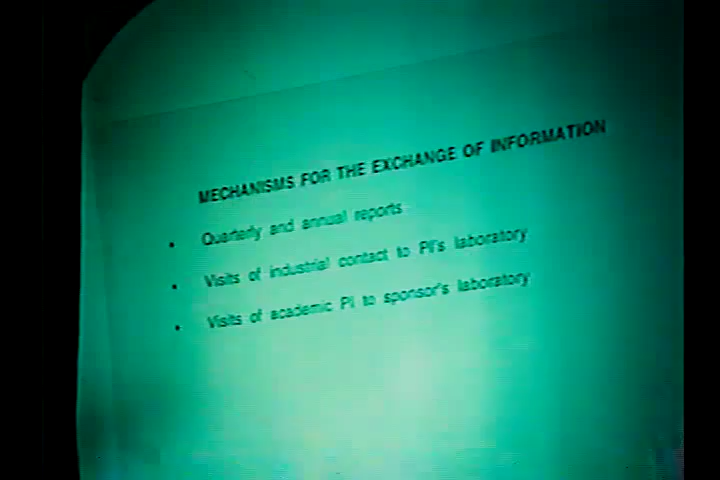 MECHANISMS FOR THE EXCHANGE OF INFORMATION
• Quarterly and annual reports
• Visits of industrial contact to PI's laboratory
• Visits of academic PI to sponsor's laboratory